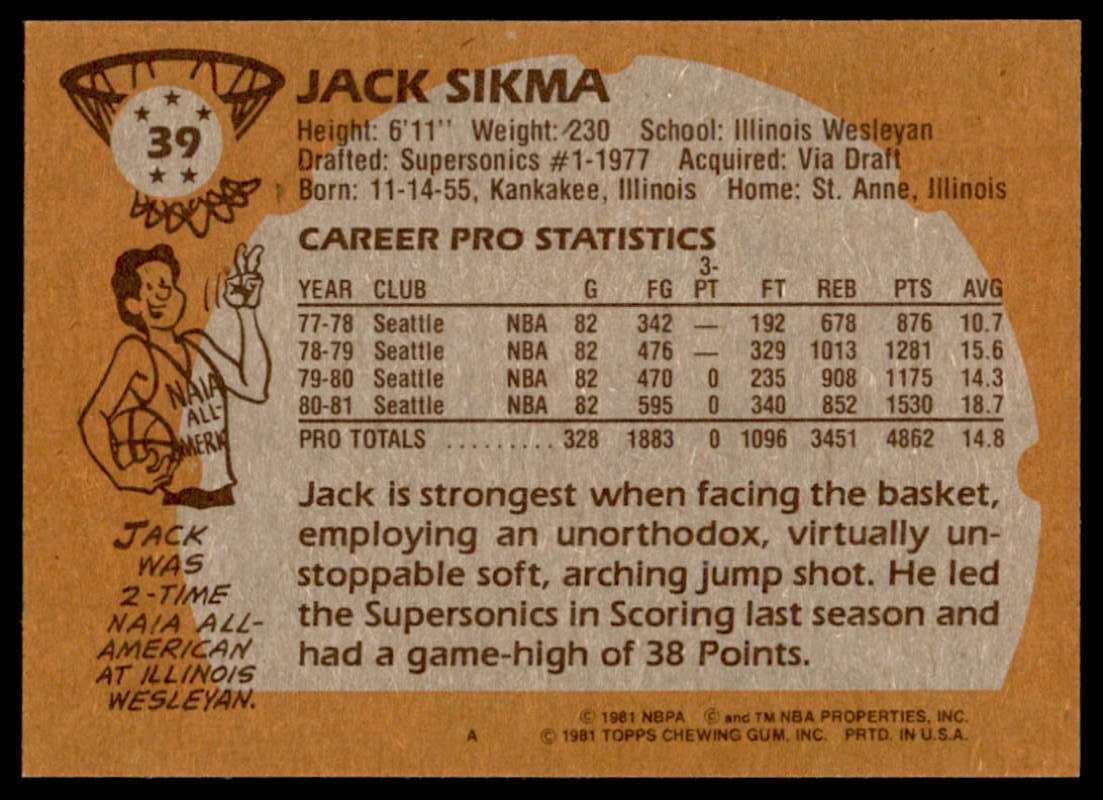 39
JACK SIKMA
Height: 6'11" Weight: 230 School: Illinois Wesleyan
Drafted: Supersonics #1-1977 Acquired: Via Draft
Born: 11-14-55, Kankakee, Illinois Home: St. Anne, Illinois
CAREER PRO STATISTICS
YEAR CLUB G FG 3-PT FT REB PTS AVG
77-78 Seattle NBA 82 342 — 192 678 876 10.7
78-79 Seattle NBA 82 476 — 329 1013 1281 15.6
79-80 Seattle NBA 82 470 0 235 908 1175 14.3
80-81 Seattle NBA 82 595 0 340 852 1530 18.7
PRO TOTALS .......... 328 1883 0 1096 3451 4862 14.8
NAIA
ALL-
AMERIC
JACK
WAS
2-TIME
NAIA ALL-
AMERICAN
AT ILLINOIS
WESLEYAN.
Jack is strongest when facing the basket,
employing an unorthodox, virtually un-
stoppable soft, arching jump shot. He led
the Supersonics in Scoring last season and
had a game-high of 38 Points.
© 1981 NBPA © and TM NBA PROPERTIES, INC.
A © 1981 TOPPS CHEWING GUM, INC. PRTD. IN U.S.A.